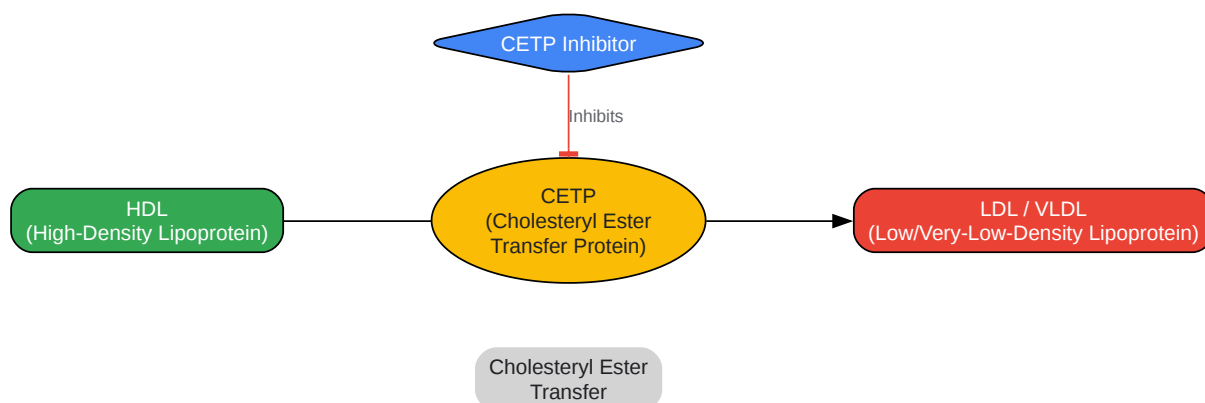 CETP Inhibitor
Inhibits
HDL
(High-Density Lipoprotein)
CETP
(Cholesteryl Ester
Transfer Protein)
LDL / VLDL
(Low/Very-Low-Density Lipoprotein)
Cholesteryl Ester
Transfer